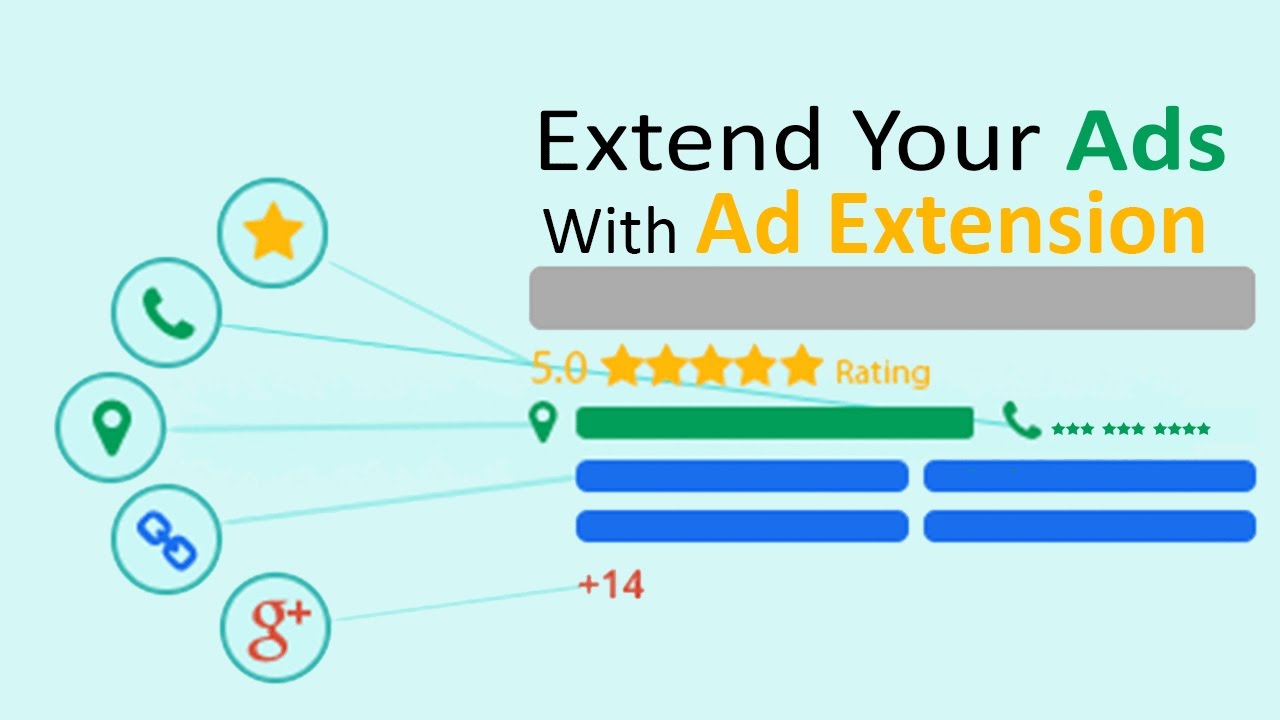 Extend Your Ads
With Ad Extension
5.0 Rating
*** *** ****
g+
+14